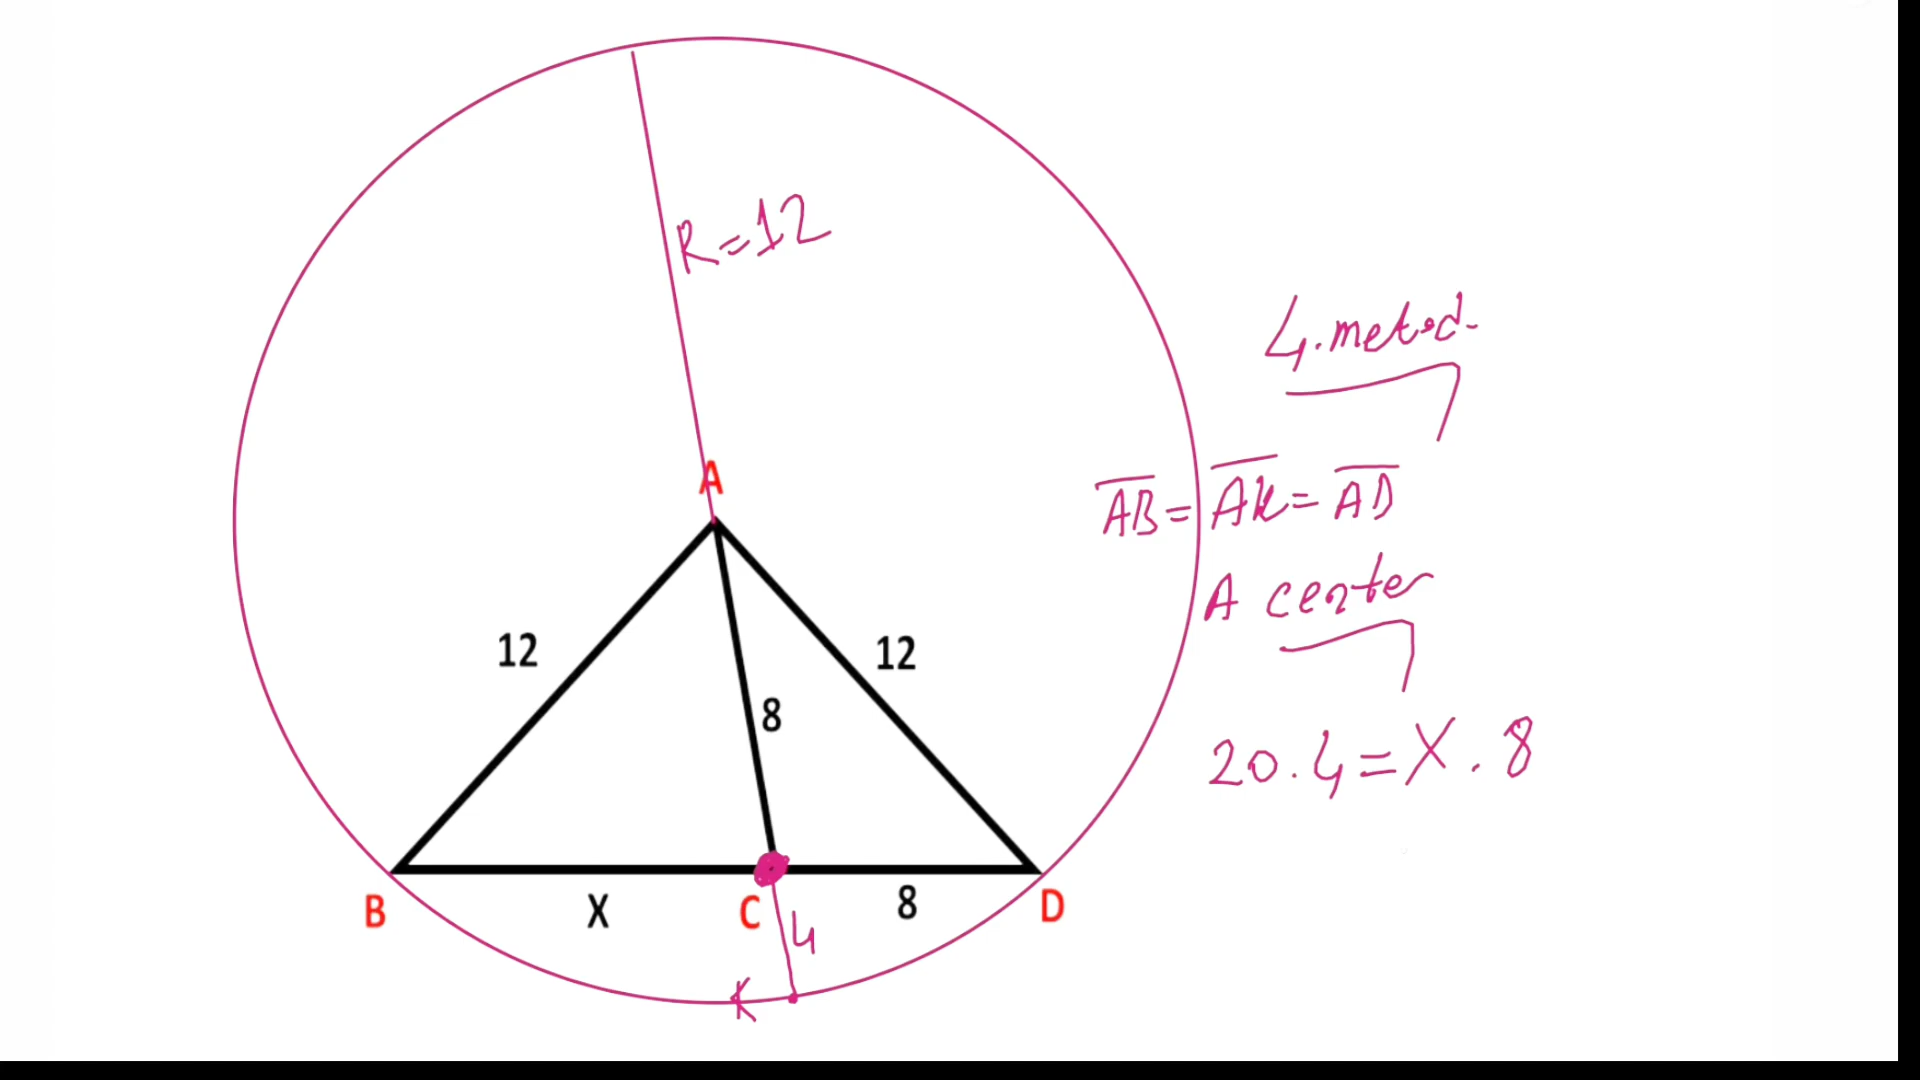 R=12
4.metod.
A
AB=AK=AD
A center
12
12
8
20.4=X.8
B
X
C
8
D
4
K